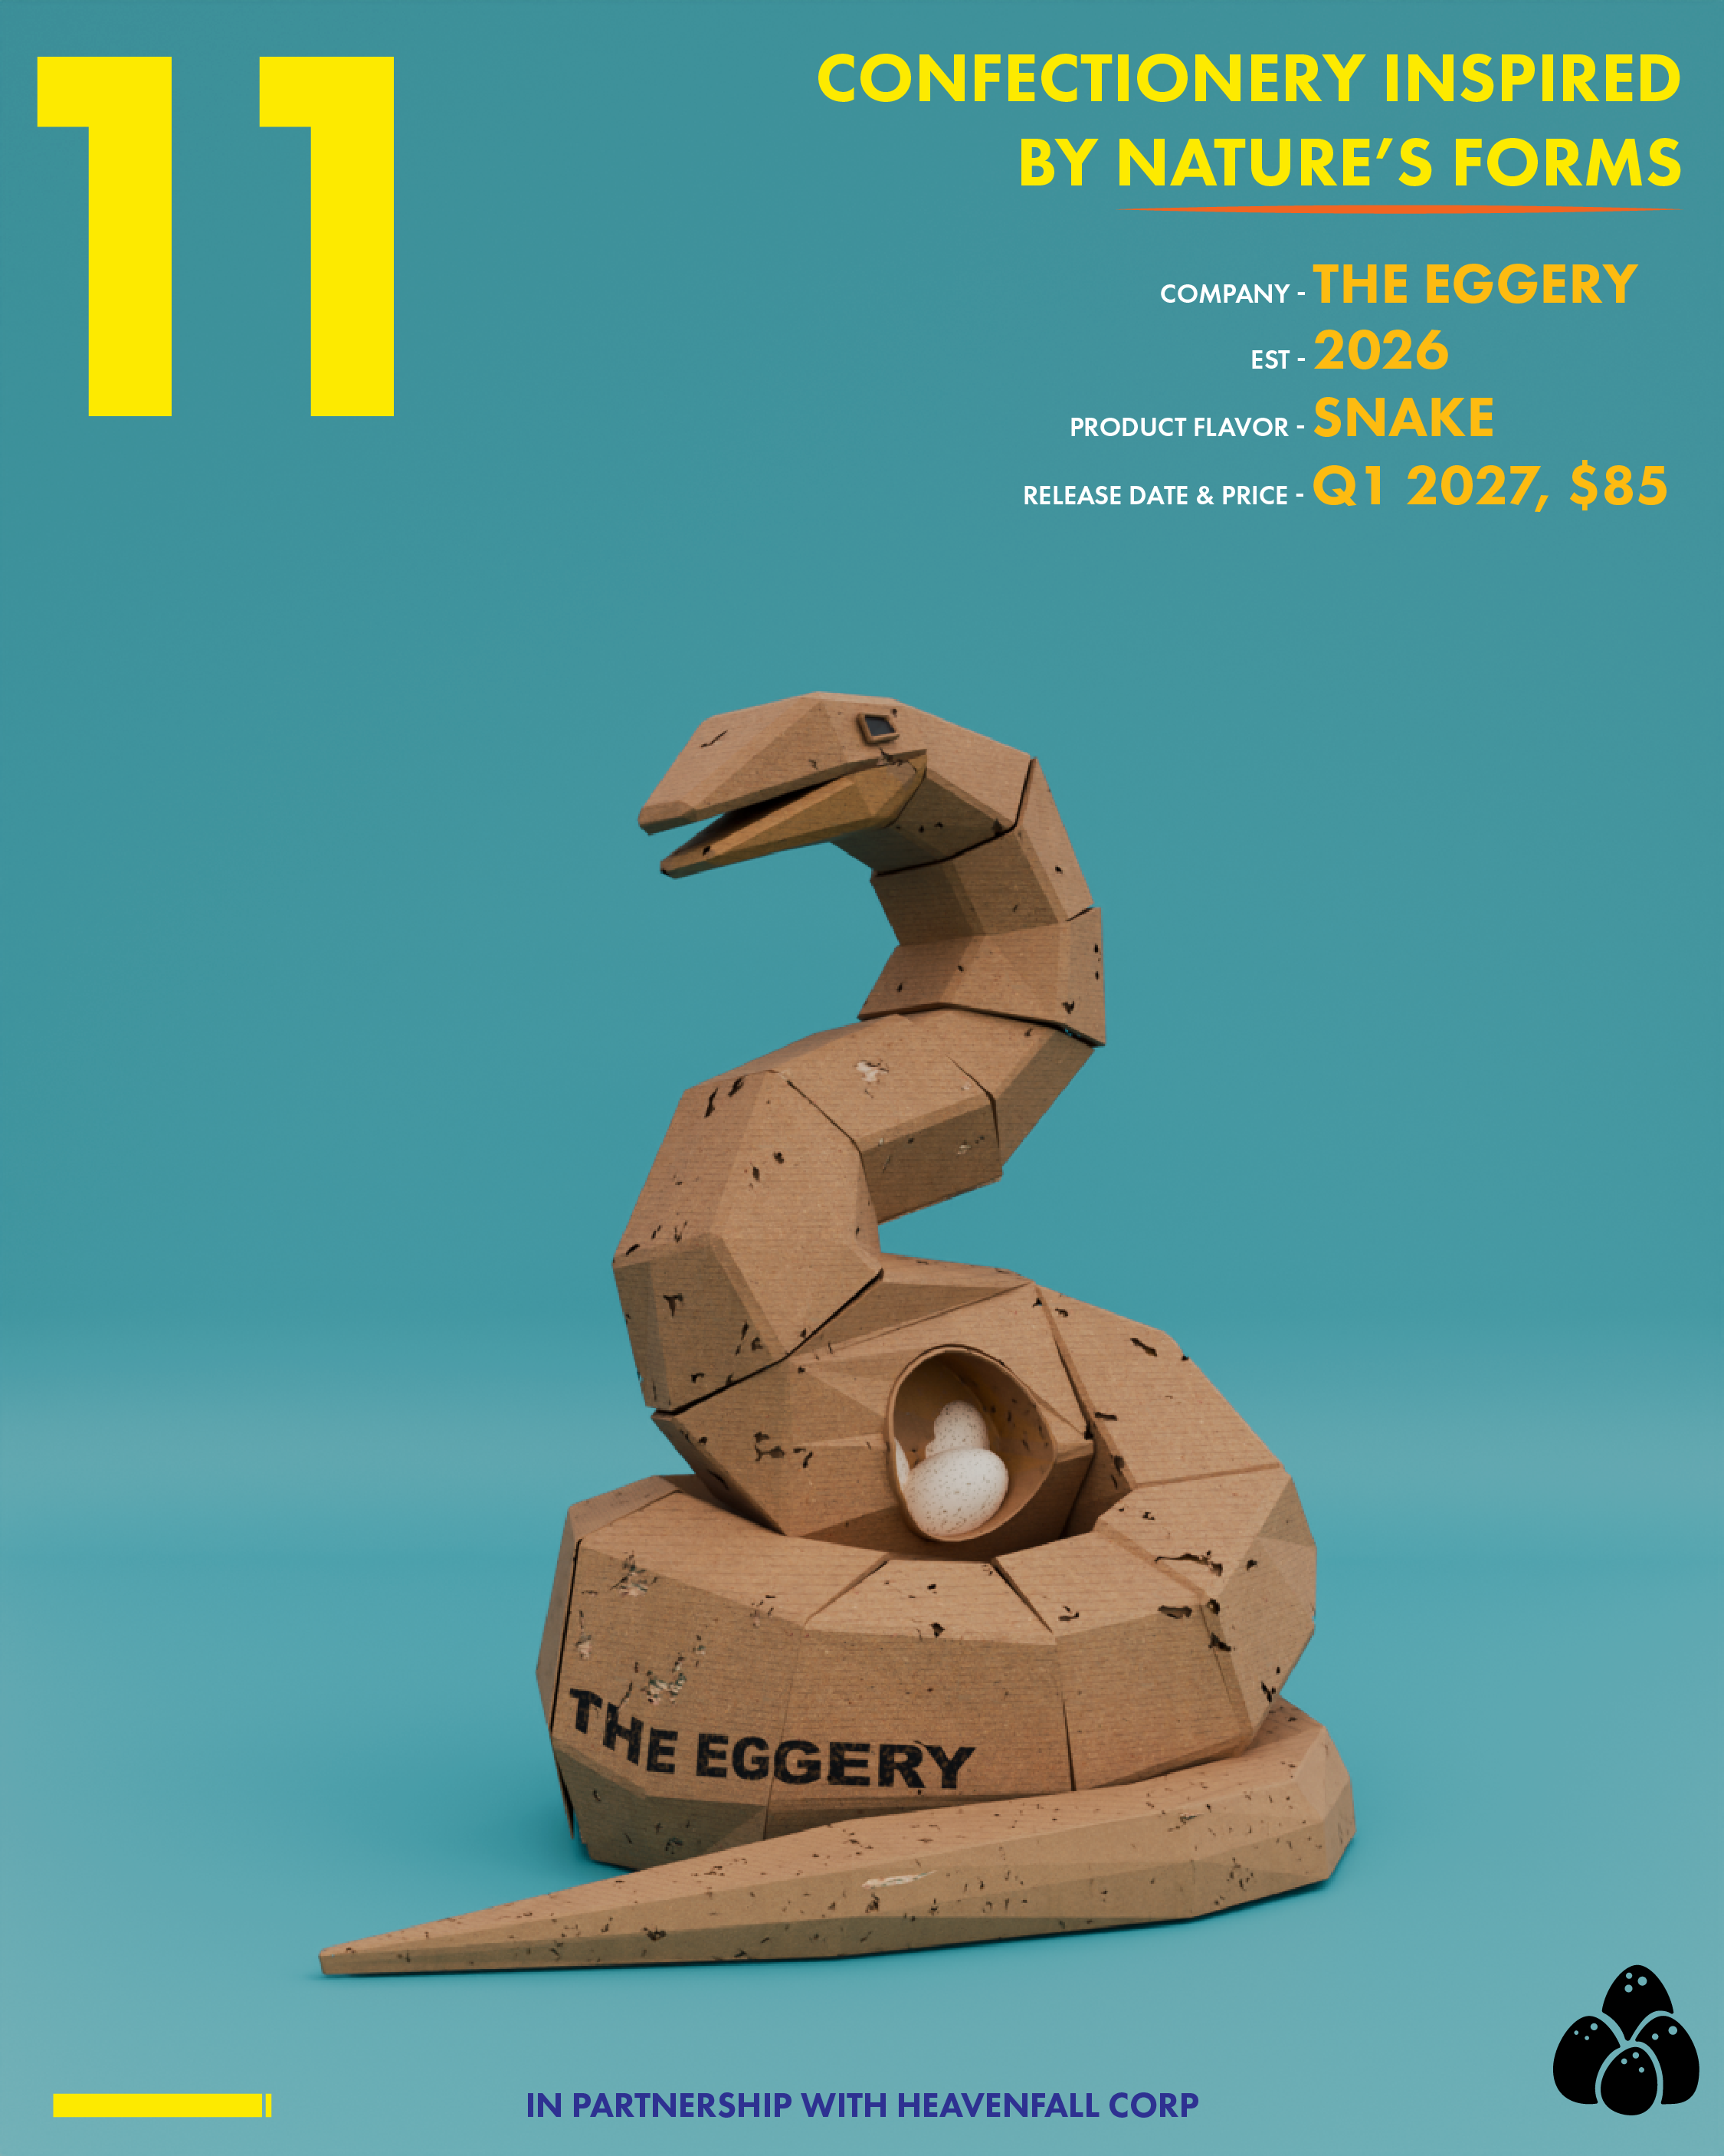 11
CONFECTIONERY INSPIRED
BY NATURE’S FORMS
COMPANY - THE EGGERY
EST - 2026
PRODUCT FLAVOR - SNAKE
RELEASE DATE & PRICE - Q1 2027, $85
THE EGGERY
IN PARTNERSHIP WITH HEAVENFALL CORP